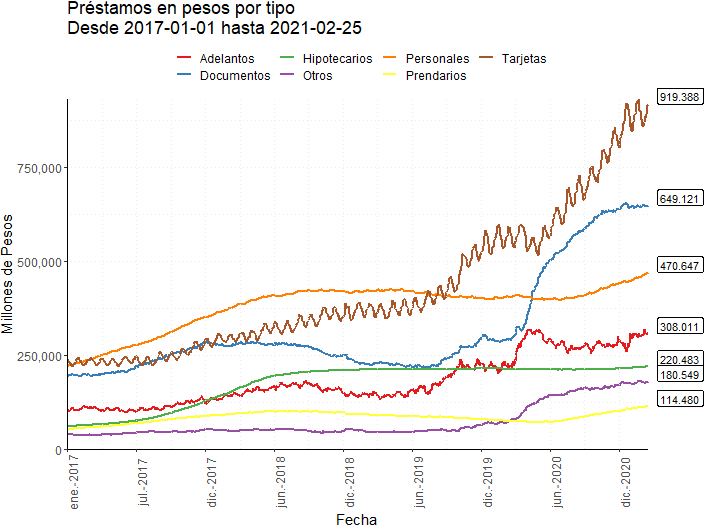 Préstamos en pesos por tipo
Desde 2017-01-01 hasta 2021-02-25
Adelantos Hipotecarios Personales Tarjetas
Documentos Otros Prendarios
Millones de Pesos
750,000
500,000
250,000
0
919.388
649.121
470.647
308.011
220.483
180.549
114.480
ene.-2017 jul.-2017 dic.-2017 jun.-2018 dic.-2018 jun.-2019 dic.-2019 jun.-2020 dic.-2020
Fecha